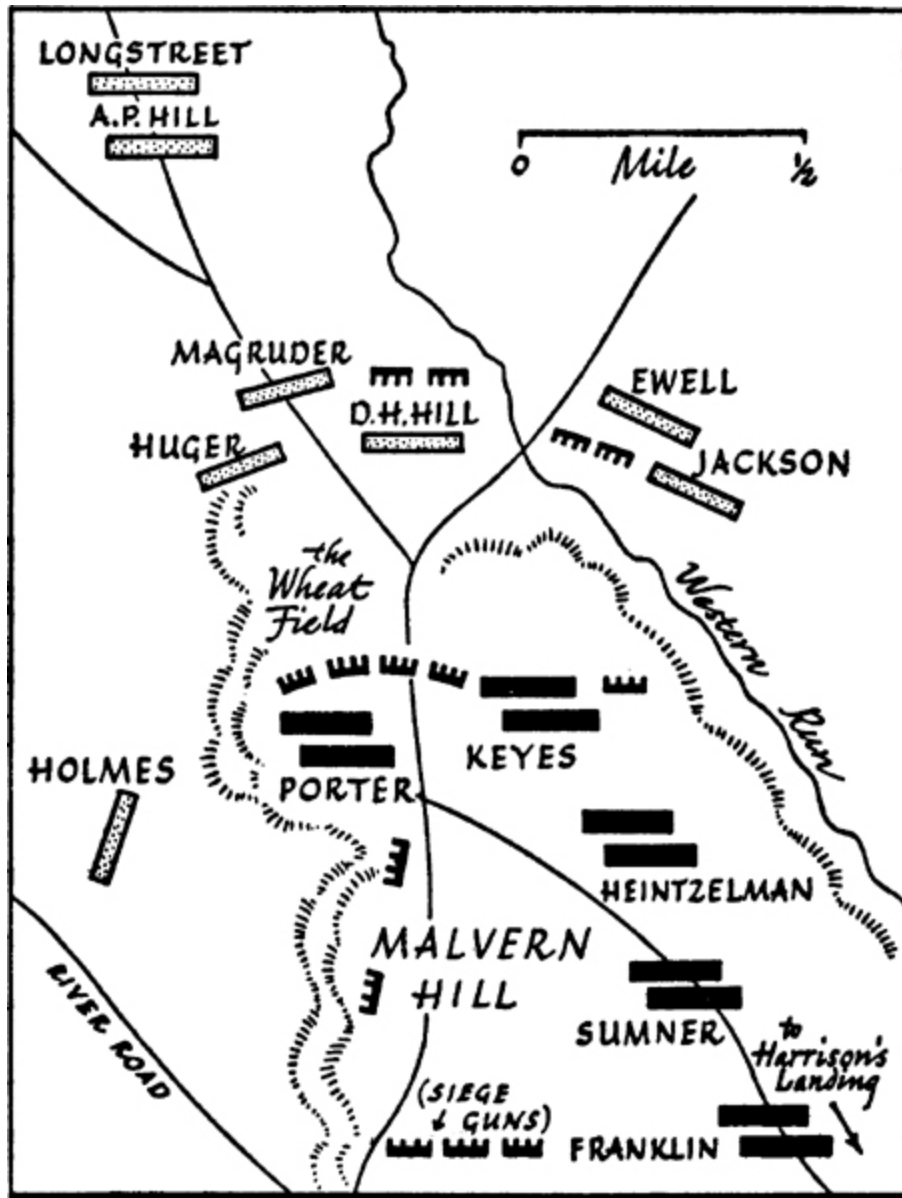 LONGSTREET
A.P. HILL
0 Mile ½
MAGRUDER
D.H. HILL
EWELL
HUGER
JACKSON
the
Wheat
Field
Western Run
HOLMES
PORTER
KEYES
HEINTZELMAN
MALVERN
HILL
RIVER ROAD
SUMNER
to
Harrison's
Landing
(SIEGE
GUNS)
FRANKLIN